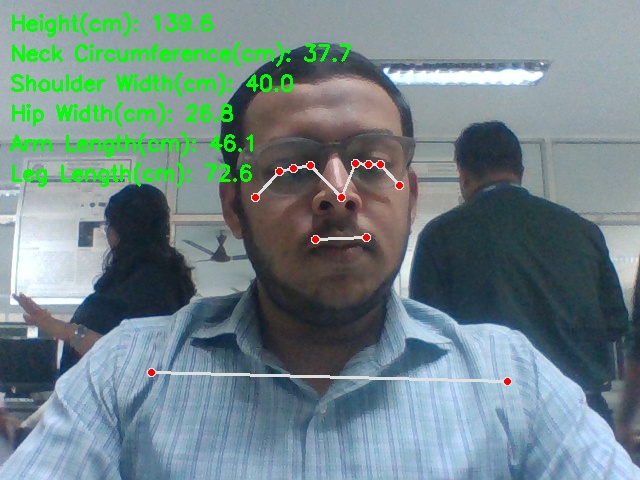 Height(cm): 139.6
Neck Circumference(cm): 37.7
Shoulder Width(cm): 40.0
Hip Width(cm): 26.8
Arm Length(cm): 46.1
Leg Length(cm): 72.6